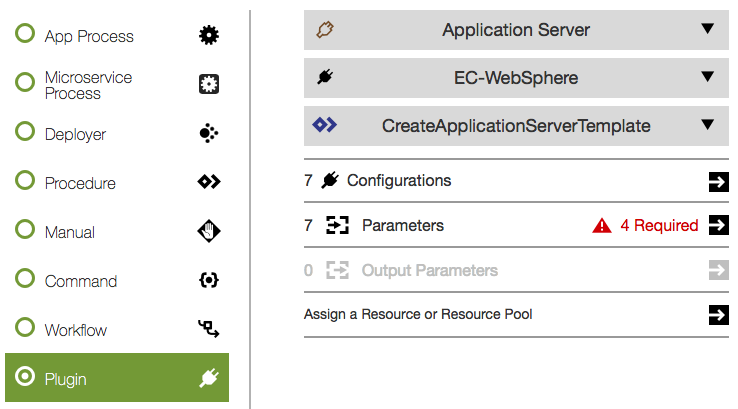 App Process
Microservice
Process
Deployer
Procedure
Manual
Command
Workflow
Plugin
Application Server
EC-WebSphere
CreateApplicationServerTemplate
7 Configurations
7 Parameters 4 Required
0 Output Parameters
Assign a Resource or Resource Pool